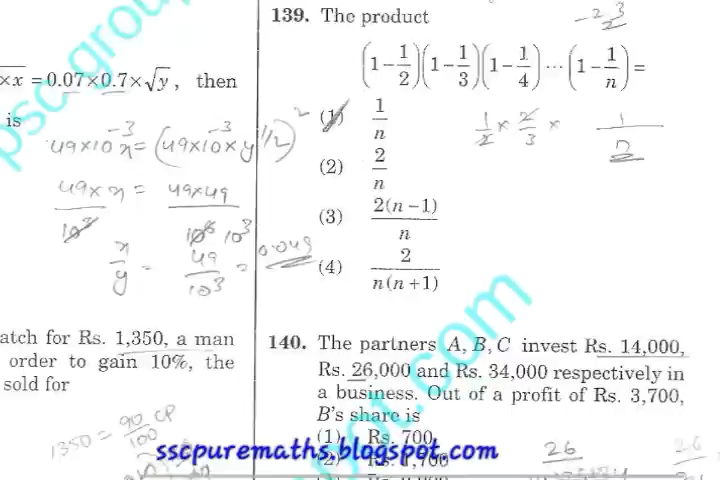 139. The product
(1-1/2)(1-1/3)(1-1/4)...(1-1/n)=
(1) 1/n
(2) 2/n
(3) 2(n-1)/n
(4) 2/n(n+1)
1/2 × 2/3 × 1/n
×x = 0.07×0.7×√y, then
is
49×10⁻³x = (49×10⁻³×y^1/2)²
49×x/10³ = 49×49/10⁶ 10³
x/y = 49/10³ = 0.049
atch for Rs. 1,350, a man
order to gain 10%, the
sold for
1350 = 90/100 CP
140. The partners A, B, C invest Rs. 14,000,
Rs. 26,000 and Rs. 34,000 respectively in
a business. Out of a profit of Rs. 3,700,
B's share is
(1) Rs. 700
(2) Rs. 1,700
26
sscpuremaths.blogspot.com